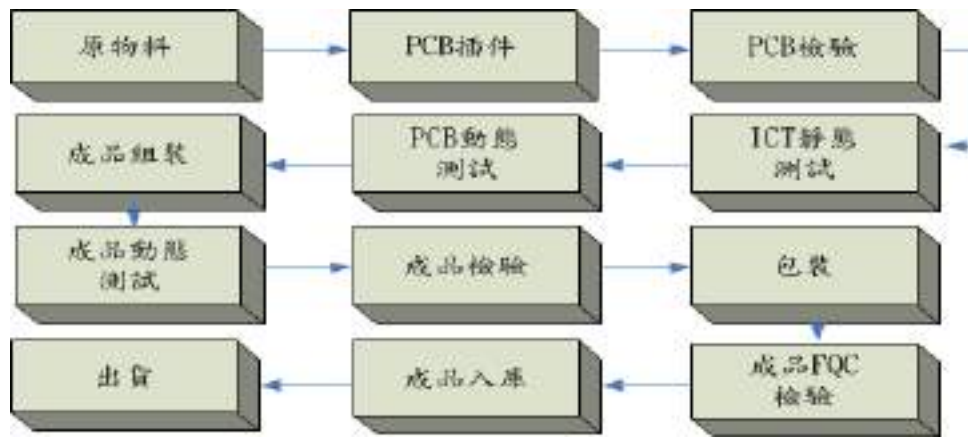 原物料
PCB插件
PCB檢驗
成品組裝
PCB動態
測試
ICT靜態
測試
成品動態
測試
成品檢驗
包裝
出貨
成品入庫
成品FQC
檢驗